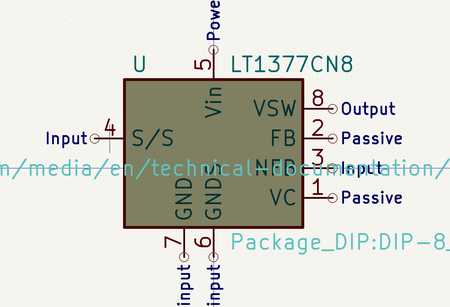 Powe
5
U
LT1377CN8
Vin
VSW
8
Output
Input
4
S/S
FB
2
Passive
m/media/en/technical-documentation/
NFB
3
Input
VC
1
Passive
GND
GNDS
7
6
Package_DIP:DIP-8_
input
input